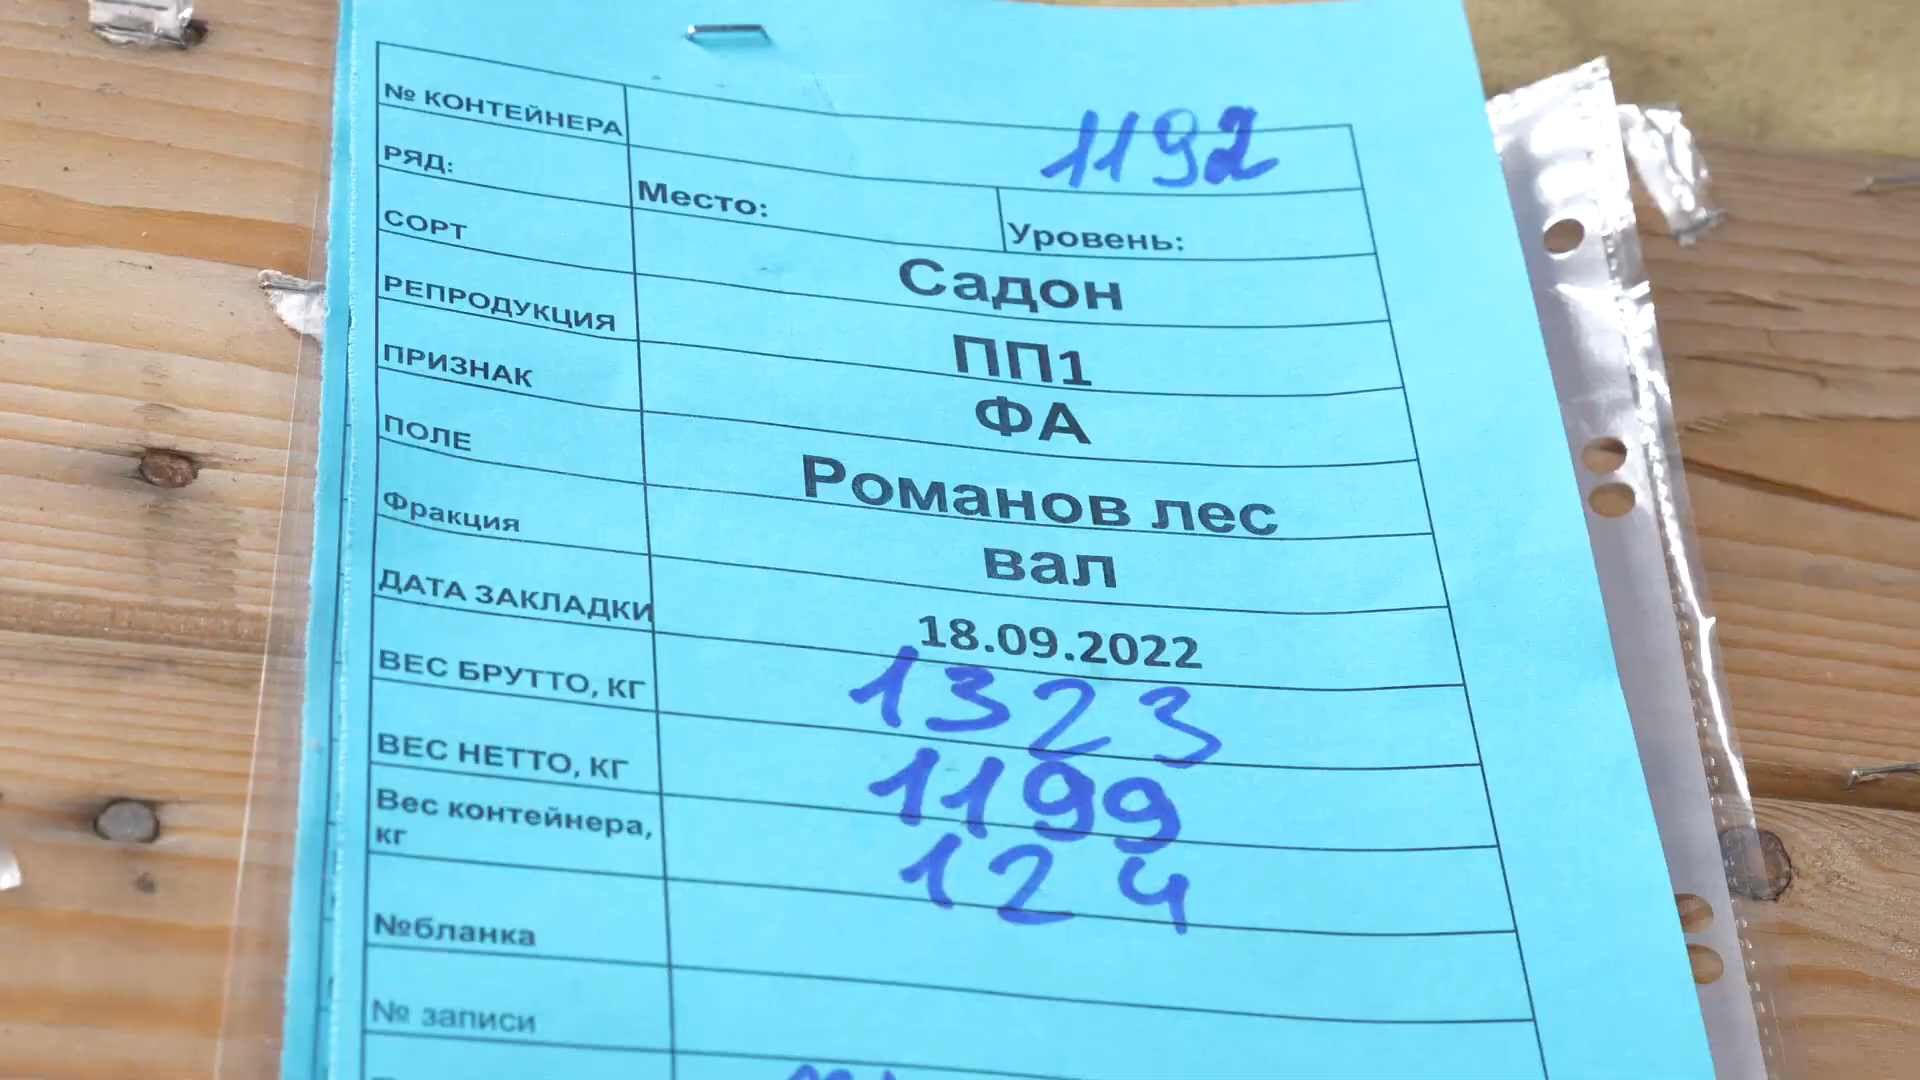 № КОНТЕЙНЕРА 1192
РЯД: Место: Уровень:
СОРТ Садон
РЕПРОДУКЦИЯ ПП1
ПРИЗНАК ФА
ПОЛЕ Романов лес
Фракция вал
ДАТА ЗАКЛАДКИ 18.09.2022
ВЕС БРУТТО, КГ 1323
ВЕС НЕТТО, КГ 1199
Вес контейнера, кг 124
№бланка
№ записи